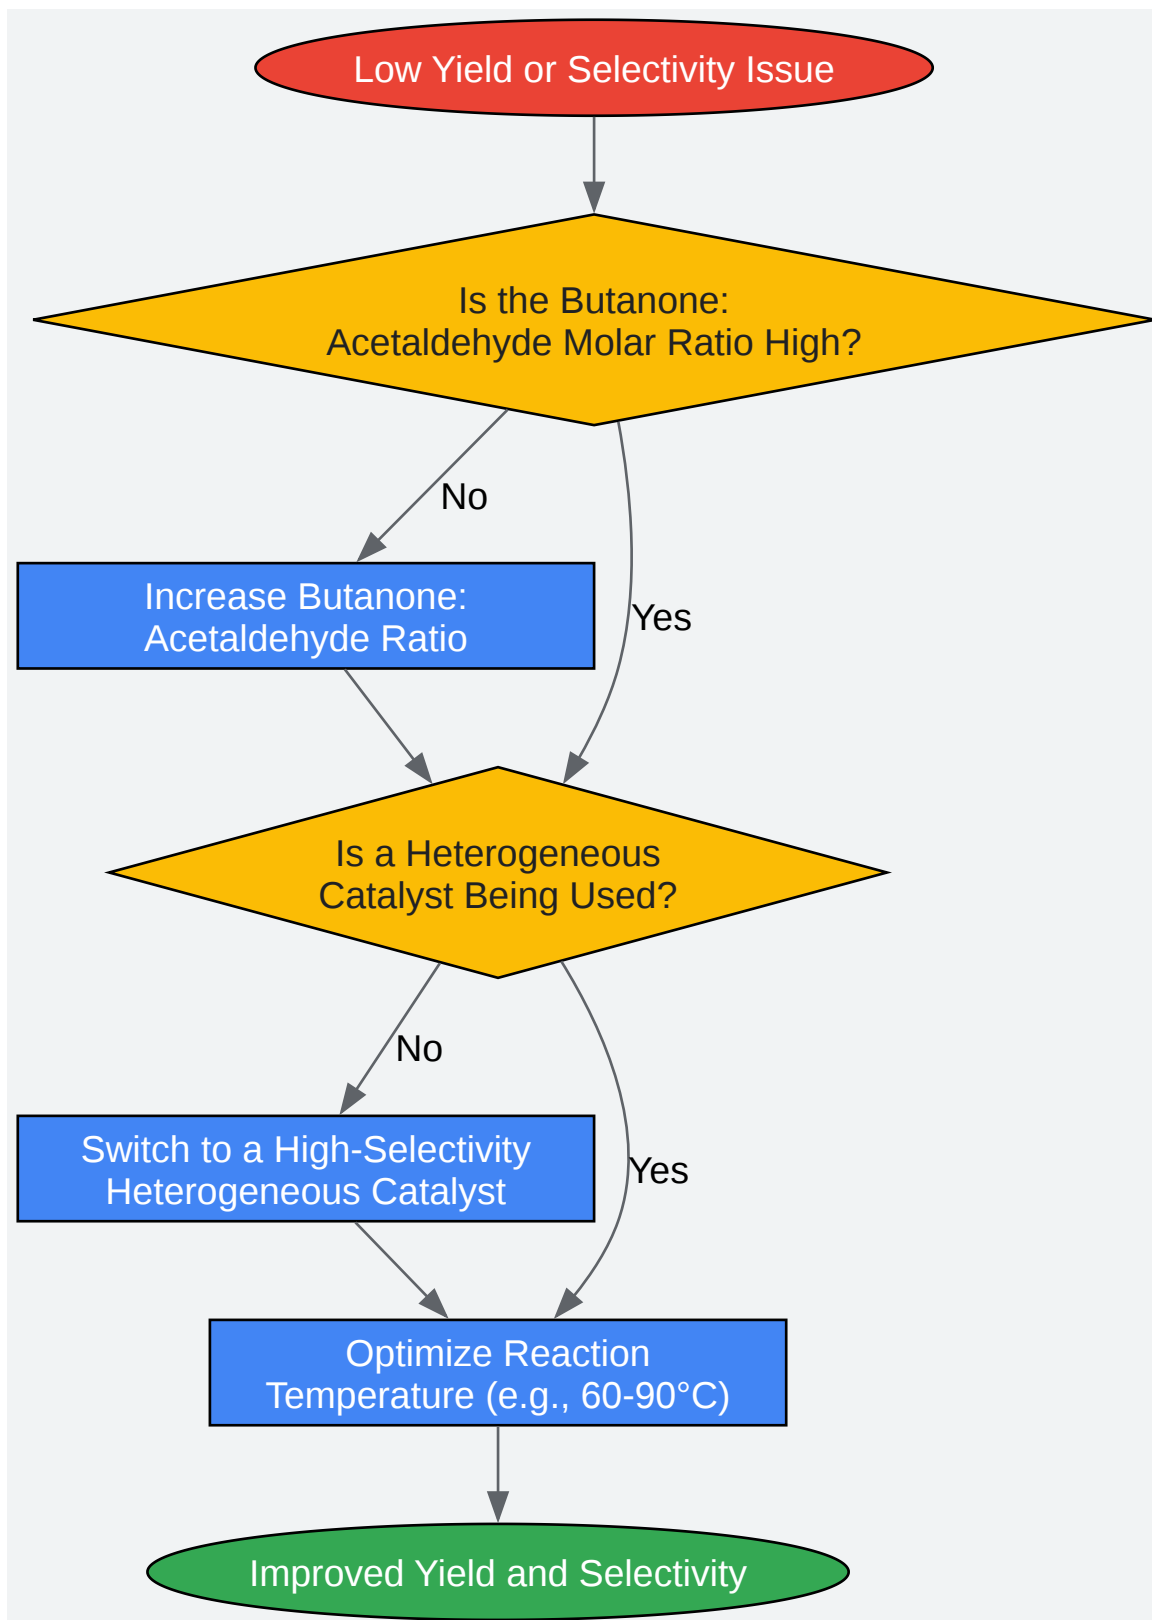 Low Yield or Selectivity Issue
Is the Butanone:
Acetaldehyde Molar Ratio High?
No
Increase Butanone:
Acetaldehyde Ratio
Yes
Is a Heterogeneous
Catalyst Being Used?
No
Switch to a High-Selectivity
Heterogeneous Catalyst
Yes
Optimize Reaction
Temperature (e.g., 60-90°C)
Improved Yield and Selectivity